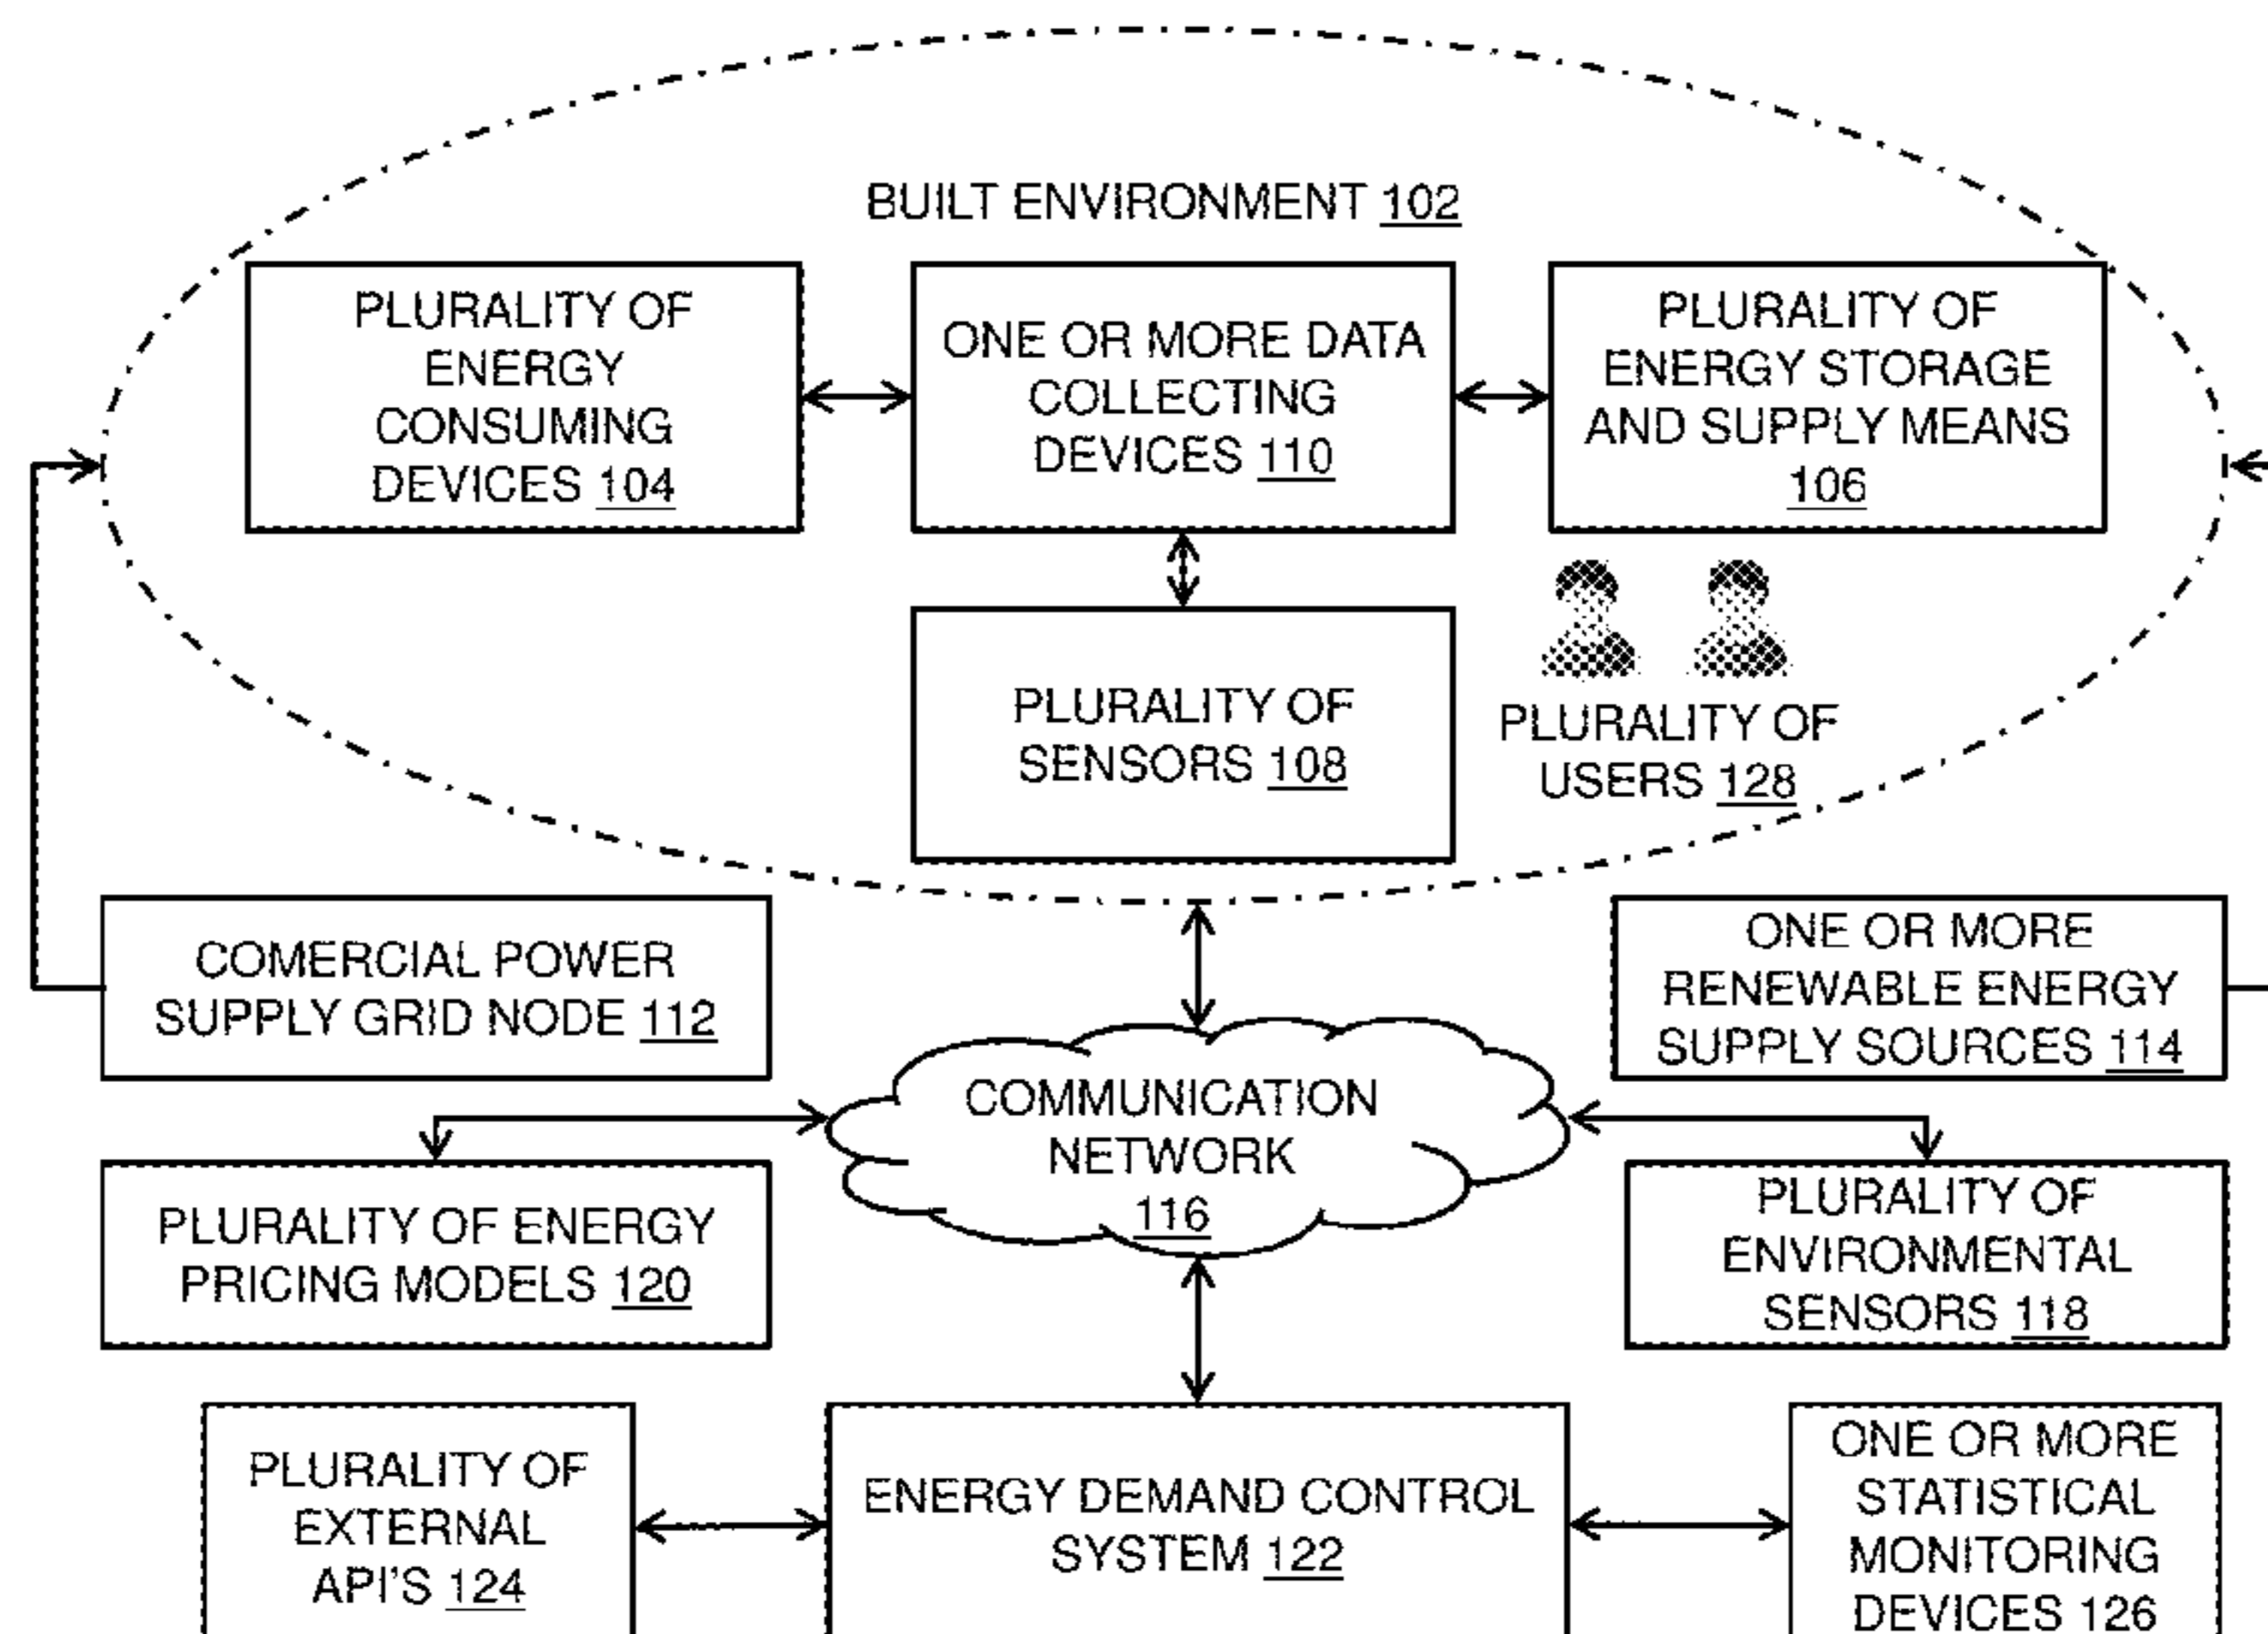 BUILT ENVIRONMENT 102
PLURALITY OF
ENERGY
CONSUMING
DEVICES 104
ONE OR MORE DATA
COLLECTING
DEVICES 110
PLURALITY OF
ENERGY STORAGE
AND SUPPLY MEANS
106
PLURALITY OF
SENSORS 108
PLURALITY OF
USERS 128
COMERCIAL POWER
SUPPLY GRID NODE 112
ONE OR MORE
RENEWABLE ENERGY
SUPPLY SOURCES 114
COMMUNICATION
NETWORK
116
PLURALITY OF ENERGY
PRICING MODELS 120
PLURALITY OF
ENVIRONMENTAL
SENSORS 118
PLURALITY OF
EXTERNAL
API'S 124
ENERGY DEMAND CONTROL
SYSTEM 122
ONE OR MORE
STATISTICAL
MONITORING
DEVICES 126